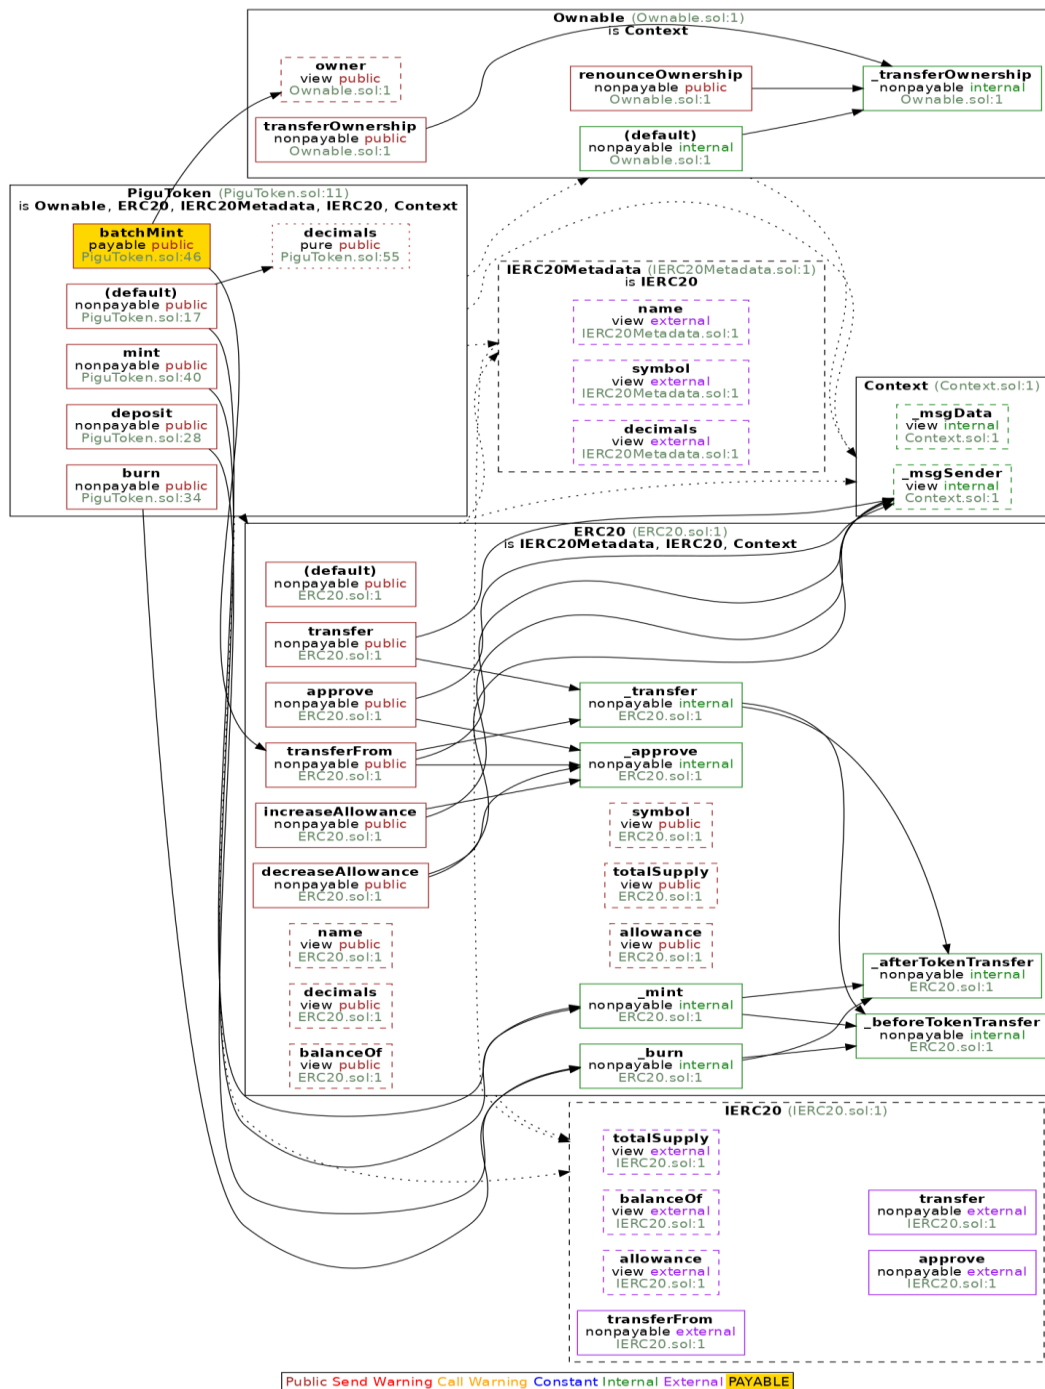 Ownable (Ownable.sol:1)
is Context
owner
view public
Ownable.sol:1
renounceOwnership
nonpayable public
Ownable.sol:1
_transferOwnership
nonpayable internal
Ownable.sol:1
transferOwnership
nonpayable public
Ownable.sol:1
(default)
nonpayable internal
Ownable.sol:1
PiguToken (PiguToken.sol:11)
is Ownable, ERC20, IERC20Metadata, IERC20, Context
batchMint
payable public
PiguToken.sol:46
decimals
pure public
PiguToken.sol:55
(default)
nonpayable public
PiguToken.sol:17
mint
nonpayable public
PiguToken.sol:40
deposit
nonpayable public
PiguToken.sol:28
burn
nonpayable public
PiguToken.sol:34
IERC20Metadata (IERC20Metadata.sol:1)
is IERC20
name
view external
IERC20Metadata.sol:1
symbol
view external
IERC20Metadata.sol:1
decimals
view external
IERC20Metadata.sol:1
Context (Context.sol:1)
_msgData
view internal
Context.sol:1
_msgSender
view internal
Context.sol:1
ERC20 (ERC20.sol:1)
is IERC20Metadata, IERC20, Context
(default)
nonpayable public
ERC20.sol:1
transfer
nonpayable public
ERC20.sol:1
approve
nonpayable public
ERC20.sol:1
_transfer
nonpayable internal
ERC20.sol:1
transferFrom
nonpayable public
ERC20.sol:1
_approve
nonpayable internal
ERC20.sol:1
increaseAllowance
nonpayable public
ERC20.sol:1
symbol
view public
ERC20.sol:1
decreaseAllowance
nonpayable public
ERC20.sol:1
totalSupply
view public
ERC20.sol:1
name
view public
ERC20.sol:1
allowance
view public
ERC20.sol:1
_afterTokenTransfer
nonpayable internal
ERC20.sol:1
decimals
view public
ERC20.sol:1
_mint
nonpayable internal
ERC20.sol:1
_beforeTokenTransfer
nonpayable internal
ERC20.sol:1
balanceOf
view public
ERC20.sol:1
_burn
nonpayable internal
ERC20.sol:1
IERC20 (IERC20.sol:1)
totalSupply
view external
IERC20.sol:1
balanceOf
view external
IERC20.sol:1
transfer
nonpayable external
IERC20.sol:1
allowance
view external
IERC20.sol:1
approve
nonpayable external
IERC20.sol:1
transferFrom
nonpayable external
IERC20.sol:1
Public Send Warning Call Warning Constant Internal External PAYABLE